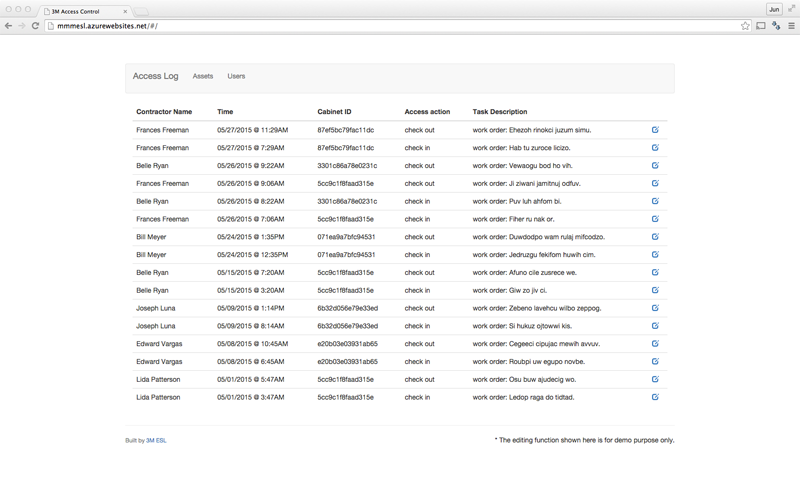 3M Access Control
Jun
mmmesl.azurewebsites.net/#/
Access Log Assets Users
Contractor Name Time Cabinet ID Access action Task Description
Frances Freeman 05/27/2015 @ 11:29AM 87ef5bc79fac11dc check out work order: Ehezoh rinokci juzum simu.
Frances Freeman 05/27/2015 @ 7:29AM 87ef5bc79fac11dc check in work order: Hab tu zuroce licizo.
Belle Ryan 05/26/2015 @ 9:22AM 3301c86a78e0231c check out work order: Vewaogu bod ho vih.
Frances Freeman 05/26/2015 @ 9:06AM 5cc9c1f8faad315e check out work order: Ji ziwani jamitnuj odfuv.
Belle Ryan 05/26/2015 @ 8:22AM 3301c86a78e0231c check in work order: Puv luh ahfom bi.
Frances Freeman 05/26/2015 @ 7:06AM 5cc9c1f8faad315e check in work order: Fiher ru nak or.
Bill Meyer 05/24/2015 @ 1:35PM 071ea9a7bfc94531 check out work order: Duwdodpo wam rulaj mifcodzo.
Bill Meyer 05/24/2015 @ 12:35PM 071ea9a7bfc94531 check in work order: Jedruzgu fekifom huwih cim.
Belle Ryan 05/15/2015 @ 7:20AM 5cc9c1f8faad315e check out work order: Afuno cile zusrece we.
Belle Ryan 05/15/2015 @ 3:20AM 5cc9c1f8faad315e check in work order: Giw zo jiv ci.
Joseph Luna 05/09/2015 @ 1:14PM 6b32d056e79e33ed check out work order: Zebeno lavehcu wilbo zeppog.
Joseph Luna 05/09/2015 @ 8:14AM 6b32d056e79e33ed check in work order: Si hukuz ojtowwi kis.
Edward Vargas 05/08/2015 @ 10:45AM e20b03e03931ab65 check out work order: Cegeeci cipujac mewih avvuv.
Edward Vargas 05/08/2015 @ 6:45AM e20b03e03931ab65 check in work order: Roubpi uw egupo novbe.
Lida Patterson 05/01/2015 @ 5:47AM 5cc9c1f8faad315e check out work order: Osu buw ajudecig wo.
Lida Patterson 05/01/2015 @ 3:47AM 5cc9c1f8faad315e check in work order: Ledop raga do tidtad.
Built by 3M ESL * The editing function shown here is for demo purpose only.